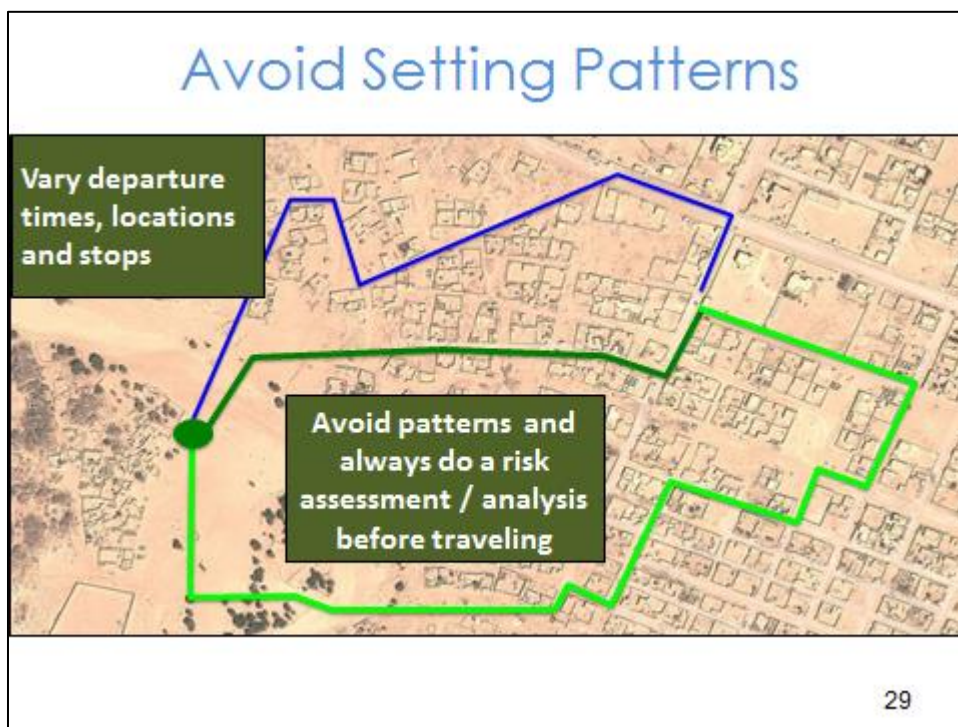 Avoid Setting Patterns
Vary departure
times, locations
and stops
Avoid patterns and
always do a risk
assessment / analysis
before traveling
29